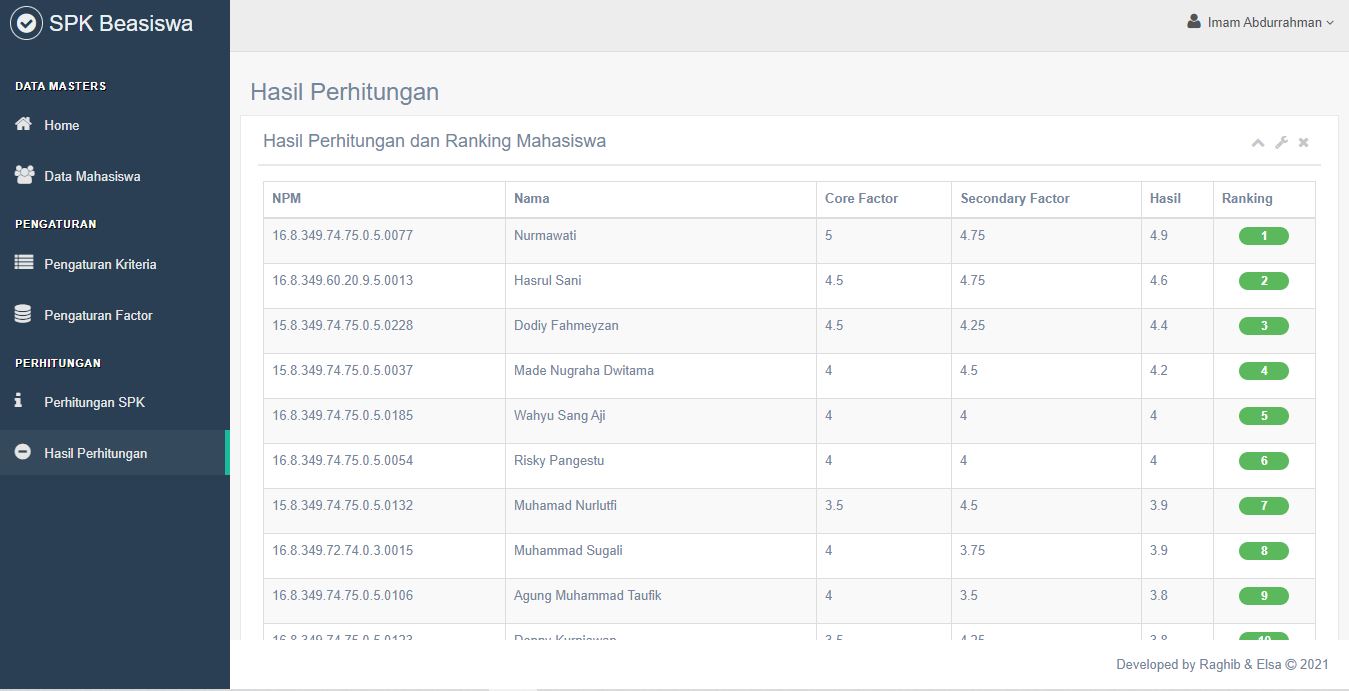 SPK Beasiswa
Imam Abdurrahman
DATA MASTERS
Home
Data Mahasiswa
PENGATURAN
Pengaturan Kriteria
Pengaturan Factor
PERHITUNGAN
Perhitungan SPK
Hasil Perhitungan
Hasil Perhitungan
Hasil Perhitungan dan Ranking Mahasiswa
NPM Nama Core Factor Secondary Factor Hasil Ranking
16.8.349.74.75.0.5.0077 Nurmawati 5 4.75 4.9 1
16.8.349.60.20.9.5.0013 Hasrul Sani 4.5 4.75 4.6 2
15.8.349.74.75.0.5.0228 Dodiy Fahmeyzan 4.5 4.25 4.4 3
15.8.349.74.75.0.5.0037 Made Nugraha Dwitama 4 4.5 4.2 4
16.8.349.74.75.0.5.0185 Wahyu Sang Aji 4 4 4 5
16.8.349.74.75.0.5.0054 Risky Pangestu 4 4 4 6
15.8.349.74.75.0.5.0132 Muhamad Nurlutfi 3.5 4.5 3.9 7
16.8.349.72.74.0.3.0015 Muhammad Sugali 4 3.75 3.9 8
16.8.349.74.75.0.5.0106 Agung Muhammad Taufik 4 3.5 3.8 9
16.8.349.74.75.0.5.0123 Denny Kurniawan 3.5 4.25 3.8 10
Developed by Raghib & Elsa © 2021